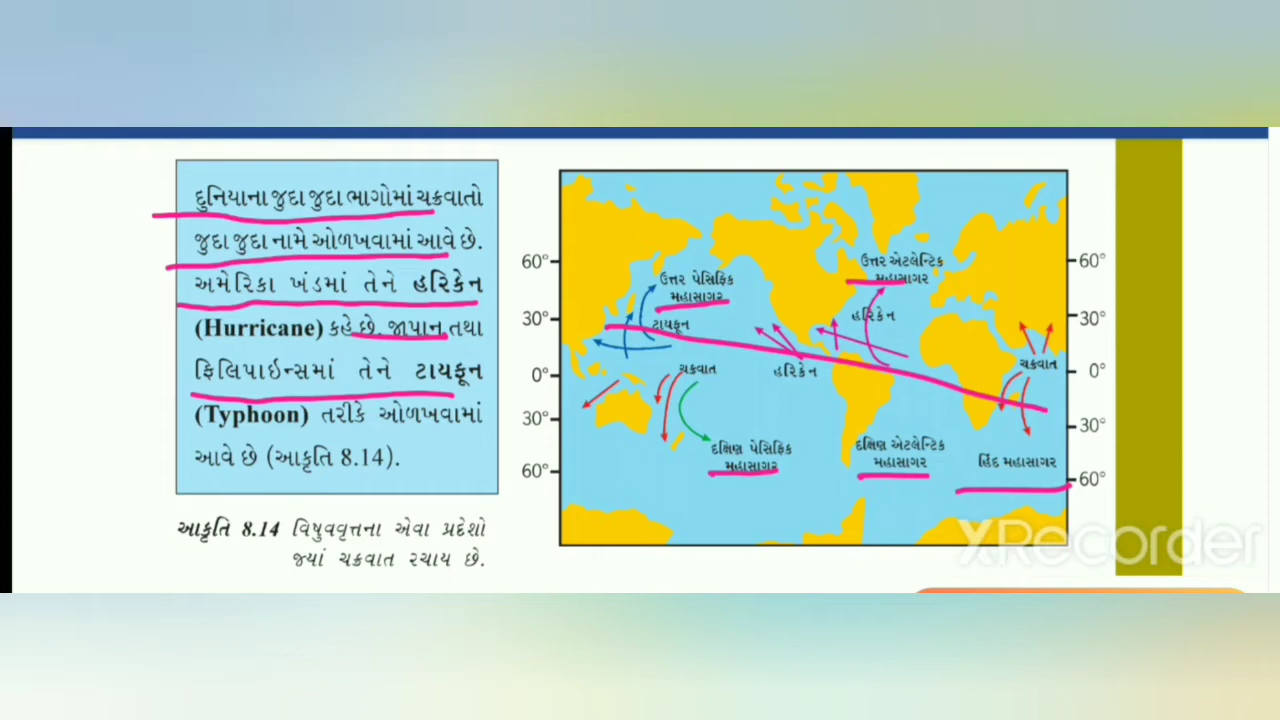 દુનિયાના જુદા જુદા ભાગોમાં ચક્રવાતો
જુદા જુદા નામે ઓળખવામાં આવે છે.
અમેરિકા ખંડમાં તેને હરિકેન
(Hurricane) કહે છે. જાપાન તથા
ફિલિપાઇન્સમાં તેને ટાયફૂન
(Typhoon) તરીકે ઓળખવામાં
આવે છે (આકૃતિ 8.14).
આકૃતિ 8.14 વિષુવવૃત્તના એવા પ્રદેશો
જ્યાં ચક્રવાત રચાય છે.
60°
30°
0°
30°
60°
ઉત્તર પેસિફિક
મહાસાગર
ટાયફૂન
ઉત્તર એટલેન્ટિક
મહાસાગર
હરિકેન
હરિકેન
ચક્રવાત
ચક્રવાત
દક્ષિણ પેસિફિક
મહાસાગર
દક્ષિણ એટલેન્ટિક
મહાસાગર
હિંદ મહાસાગર
60°
30°
0°
30°
60°
XRecorder